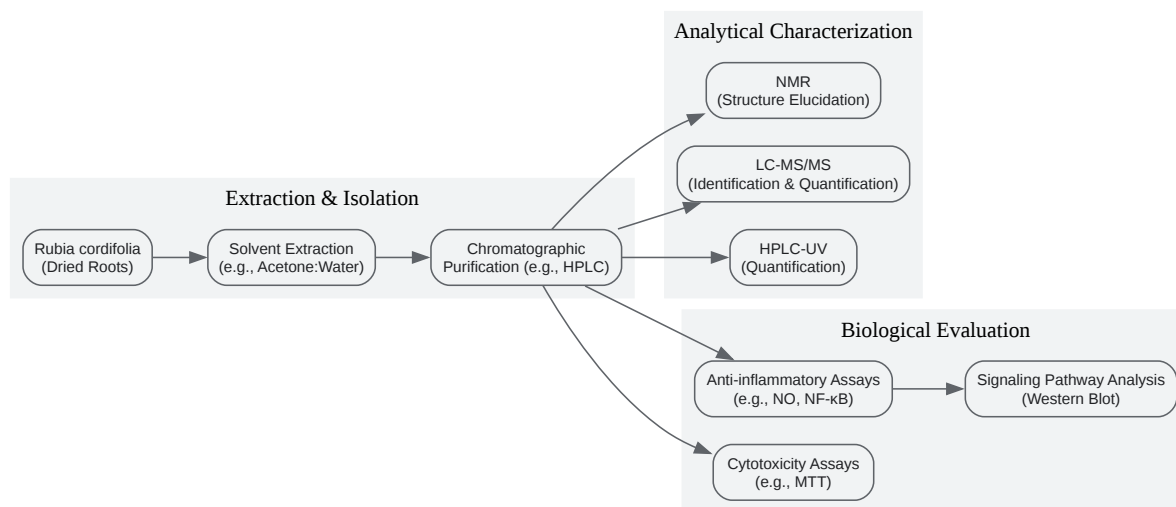 Analytical Characterization
NMR
(Structure Elucidation)
LC-MS/MS
(Identification & Quantification)
HPLC-UV
(Quantification)
Extraction & Isolation
Rubia cordifolia
(Dried Roots)
Solvent Extraction
(e.g., Acetone:Water)
Chromatographic
Purification (e.g., HPLC)
Biological Evaluation
Anti-inflammatory Assays
(e.g., NO, NF-κB)
Signaling Pathway Analysis
(Western Blot)
Cytotoxicity Assays
(e.g., MTT)